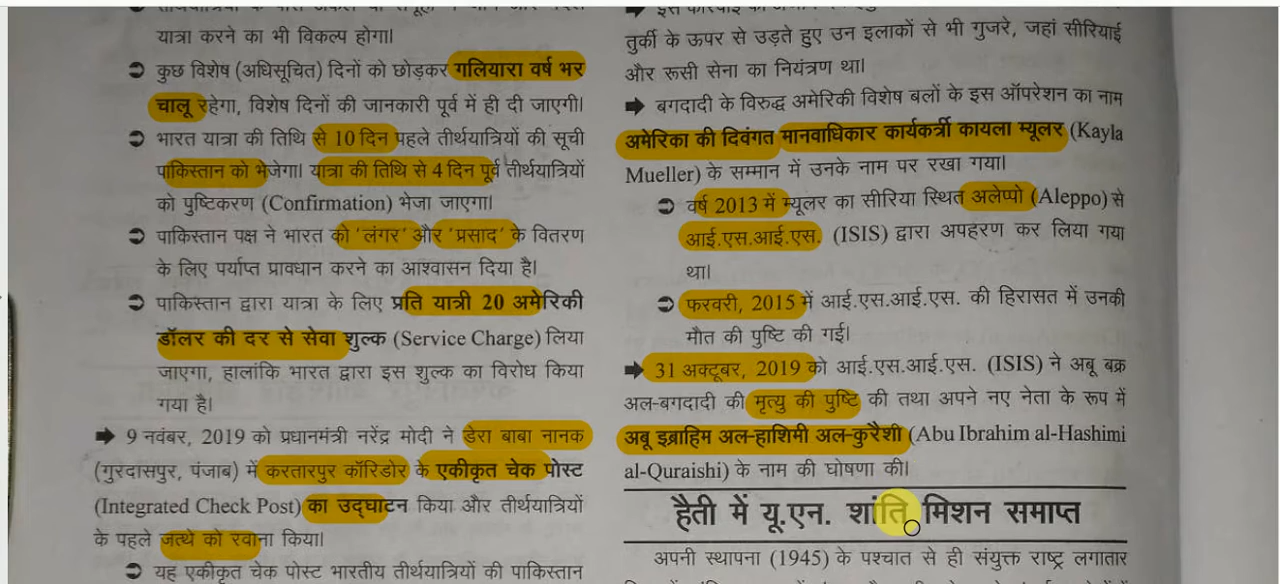 यात्रा करने का भी विकल्प होगा।
➲ कुछ विशेष (अधिसूचित) दिनों को छोड़कर गलियारा वर्ष भर
चालू रहेगा, विशेष दिनों की जानकारी पूर्व में ही दी जाएगी।
➲ भारत यात्रा की तिथि से 10 दिन पहले तीर्थयात्रियों की सूची
पाकिस्तान को भेजेगा। यात्रा की तिथि से 4 दिन पूर्व तीर्थयात्रियों
को पुष्टिकरण (Confirmation) भेजा जाएगा।
➲ पाकिस्तान पक्ष ने भारत को 'लंगर' और 'प्रसाद' के वितरण
के लिए पर्याप्त प्रावधान करने का आश्वासन दिया है।
➲ पाकिस्तान द्वारा यात्रा के लिए प्रति यात्री 20 अमेरिकी
डॉलर की दर से सेवा शुल्क (Service Charge) लिया
जाएगा, हालांकि भारत द्वारा इस शुल्क का विरोध किया
गया है।
➡ 9 नवंबर, 2019 को प्रधानमंत्री नरेंद्र मोदी ने डेरा बाबा नानक
(गुरदासपुर, पंजाब) में करतारपुर कॉरिडोर के एकीकृत चेक पोस्ट
(Integrated Check Post) का उद्घाटन किया और तीर्थयात्रियों
के पहले जत्थे को रवाना किया।
➲ यह एकीकृत चेक पोस्ट भारतीय तीर्थयात्रियों की पाकिस्तान
तुर्की के ऊपर से उड़ते हुए उन इलाकों से भी गुजरे, जहां सीरियाई
और रूसी सेना का नियंत्रण था।
➡ बगदादी के विरुद्ध अमेरिकी विशेष बलों के इस ऑपरेशन का नाम
अमेरिका की दिवंगत मानवाधिकार कार्यकर्त्री कायला म्यूलर (Kayla
Mueller) के सम्मान में उनके नाम पर रखा गया।
➲ वर्ष 2013 में म्यूलर का सीरिया स्थित अलेप्पो (Aleppo) से
आई.एस.आई.एस. (ISIS) द्वारा अपहरण कर लिया गया
था।
➲ फरवरी, 2015 में आई.एस.आई.एस. की हिरासत में उनकी
मौत की पुष्टि की गई।
➡ 31 अक्टूबर, 2019 को आई.एस.आई.एस. (ISIS) ने अबू बक्र
अल-बगदादी की मृत्यु की पुष्टि की तथा अपने नए नेता के रूप में
अबू इब्राहिम अल-हाशिमी अल-कुरैशी (Abu Ibrahim al-Hashimi
al-Quraishi) के नाम की घोषणा की।
हैती में यू.एन. शांति मिशन समाप्त
अपनी स्थापना (1945) के पश्चात से ही संयुक्त राष्ट्र लगातार